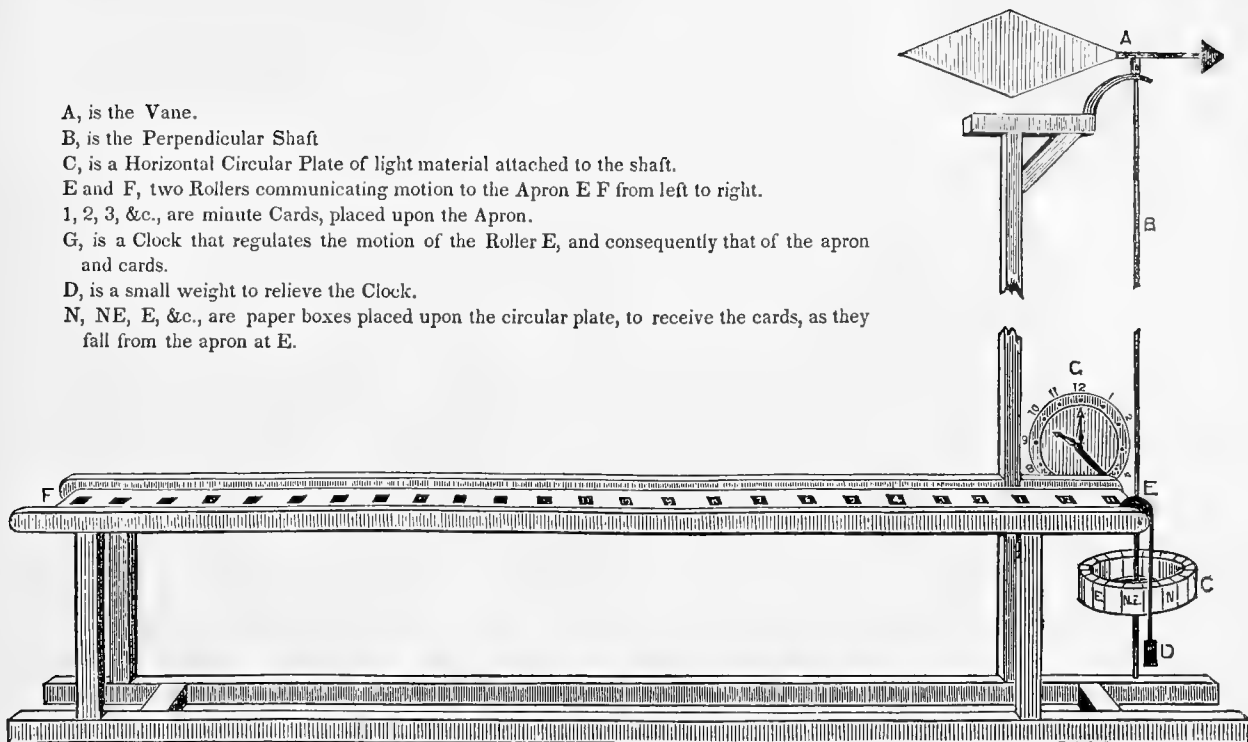 A
A, is the Vane.
B, is the Perpendicular Shaft
C, is a Horizontal Circular Plate of light material attached to the shaft.
E and F, two Rollers communicating motion to the Apron E F from left to right.
1, 2, 3, &c., are minute Cards, placed upon the Apron.
G, is a Clock that regulates the motion of the Roller E, and consequently that of the apron
and cards.
D, is a small weight to relieve the Clock.
N, NE, E, &c., are paper boxes placed upon the circular plate, to receive the cards, as they
fall from the apron at E.
B
G
10 11 12 1 2
9
8 4
F
E
E N.E N C
D